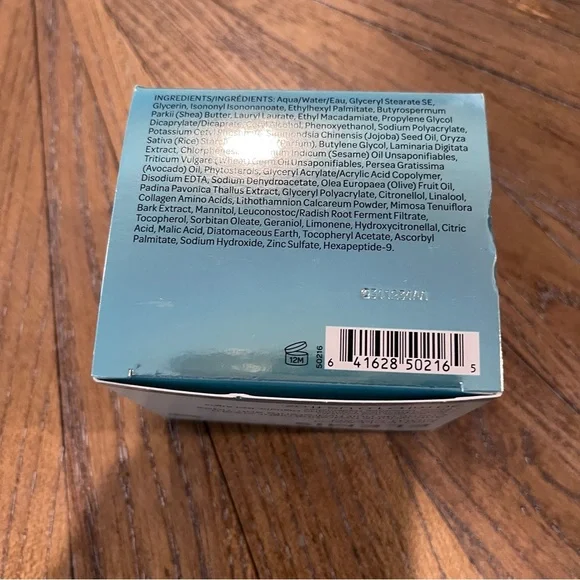 INGREDIENTS/INGRÉDIENTS: Aqua/Water/Eau, Glyceryl Stearate SE,
Glycerin, Isononyl Isononanoate, Ethylhexyl Palmitate, Butyrospermum
Parkii (Shea) Butter, Lauryl Laurate, Ethyl Macadamiate, Propylene Glycol
Dicaprylate/Dicaprate, Phenoxyethanol, Sodium Polyacrylate,
Potassium Cetyl Chinensis (Jojoba) Seed Oil, Oryza
Sativa (Rice) Butylene Glycol, Laminaria Digitata
Extract, Indicum (Sesame) Oil Unsaponifiables,
Triticum Vulgare Oil Unsaponifiables, Persea Gratissima
(Avocado) Oil, Phytosterols, Glyceryl Acrylate/Acrylic Acid Copolymer,
Disodium EDTA, Sodium Dehydroacetate, Olea Europaea (Olive) Fruit Oil,
Padina Pavonica Thallus Extract, Glyceryl Polyacrylate, Citronellol, Linalool,
Collagen Amino Acids, Lithothamnion Calcareum Powder, Mimosa Tenuiflora
Bark Extract, Mannitol, Leuconostoc/Radish Root Ferment Filtrate,
Tocopherol, Sorbitan Oleate, Geraniol, Limonene, Hydroxycitronellal, Citric
Acid, Malic Acid, Diatomaceous Earth, Tocopheryl Acetate, Ascorbyl
Palmitate, Sodium Hydroxide, Zinc Sulfate, Hexapeptide-9.
12M
50216
6 41628 50216 5